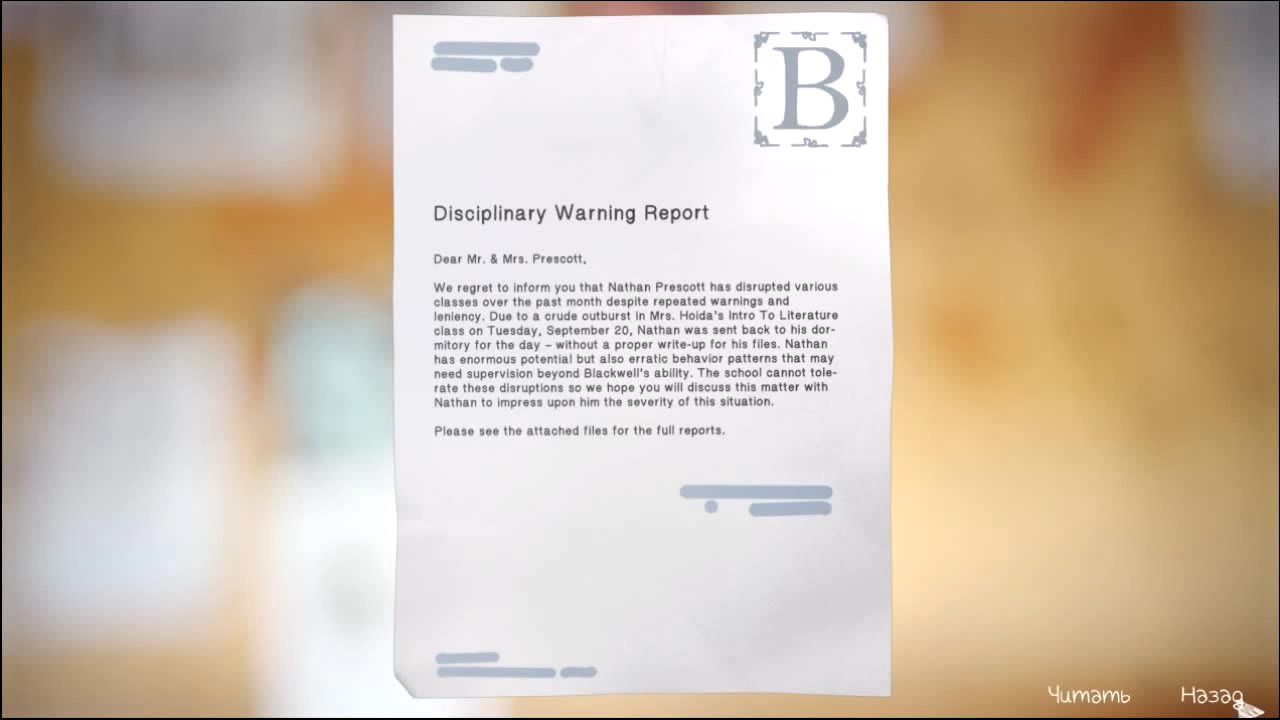 B
Disciplinary Warning Report
Dear Mr. & Mrs. Prescott,
We regret to inform you that Nathan Prescott has disrupted various
classes over the past month despite repeated warnings and
leniency. Due to a crude outburst in Mrs. Hoida's Intro To Literature
class on Tuesday, September 20, Nathan was sent back to his dor-
mitory for the day – without a proper write-up for his files. Nathan
has enormous potential but also erratic behavior patterns that may
need supervision beyond Blackwell's ability. The school cannot tole-
rate these disruptions so we hope you will discuss this matter with
Nathan to impress upon him the severity of this situation.
Please see the attached files for the full reports.
Читать Назад